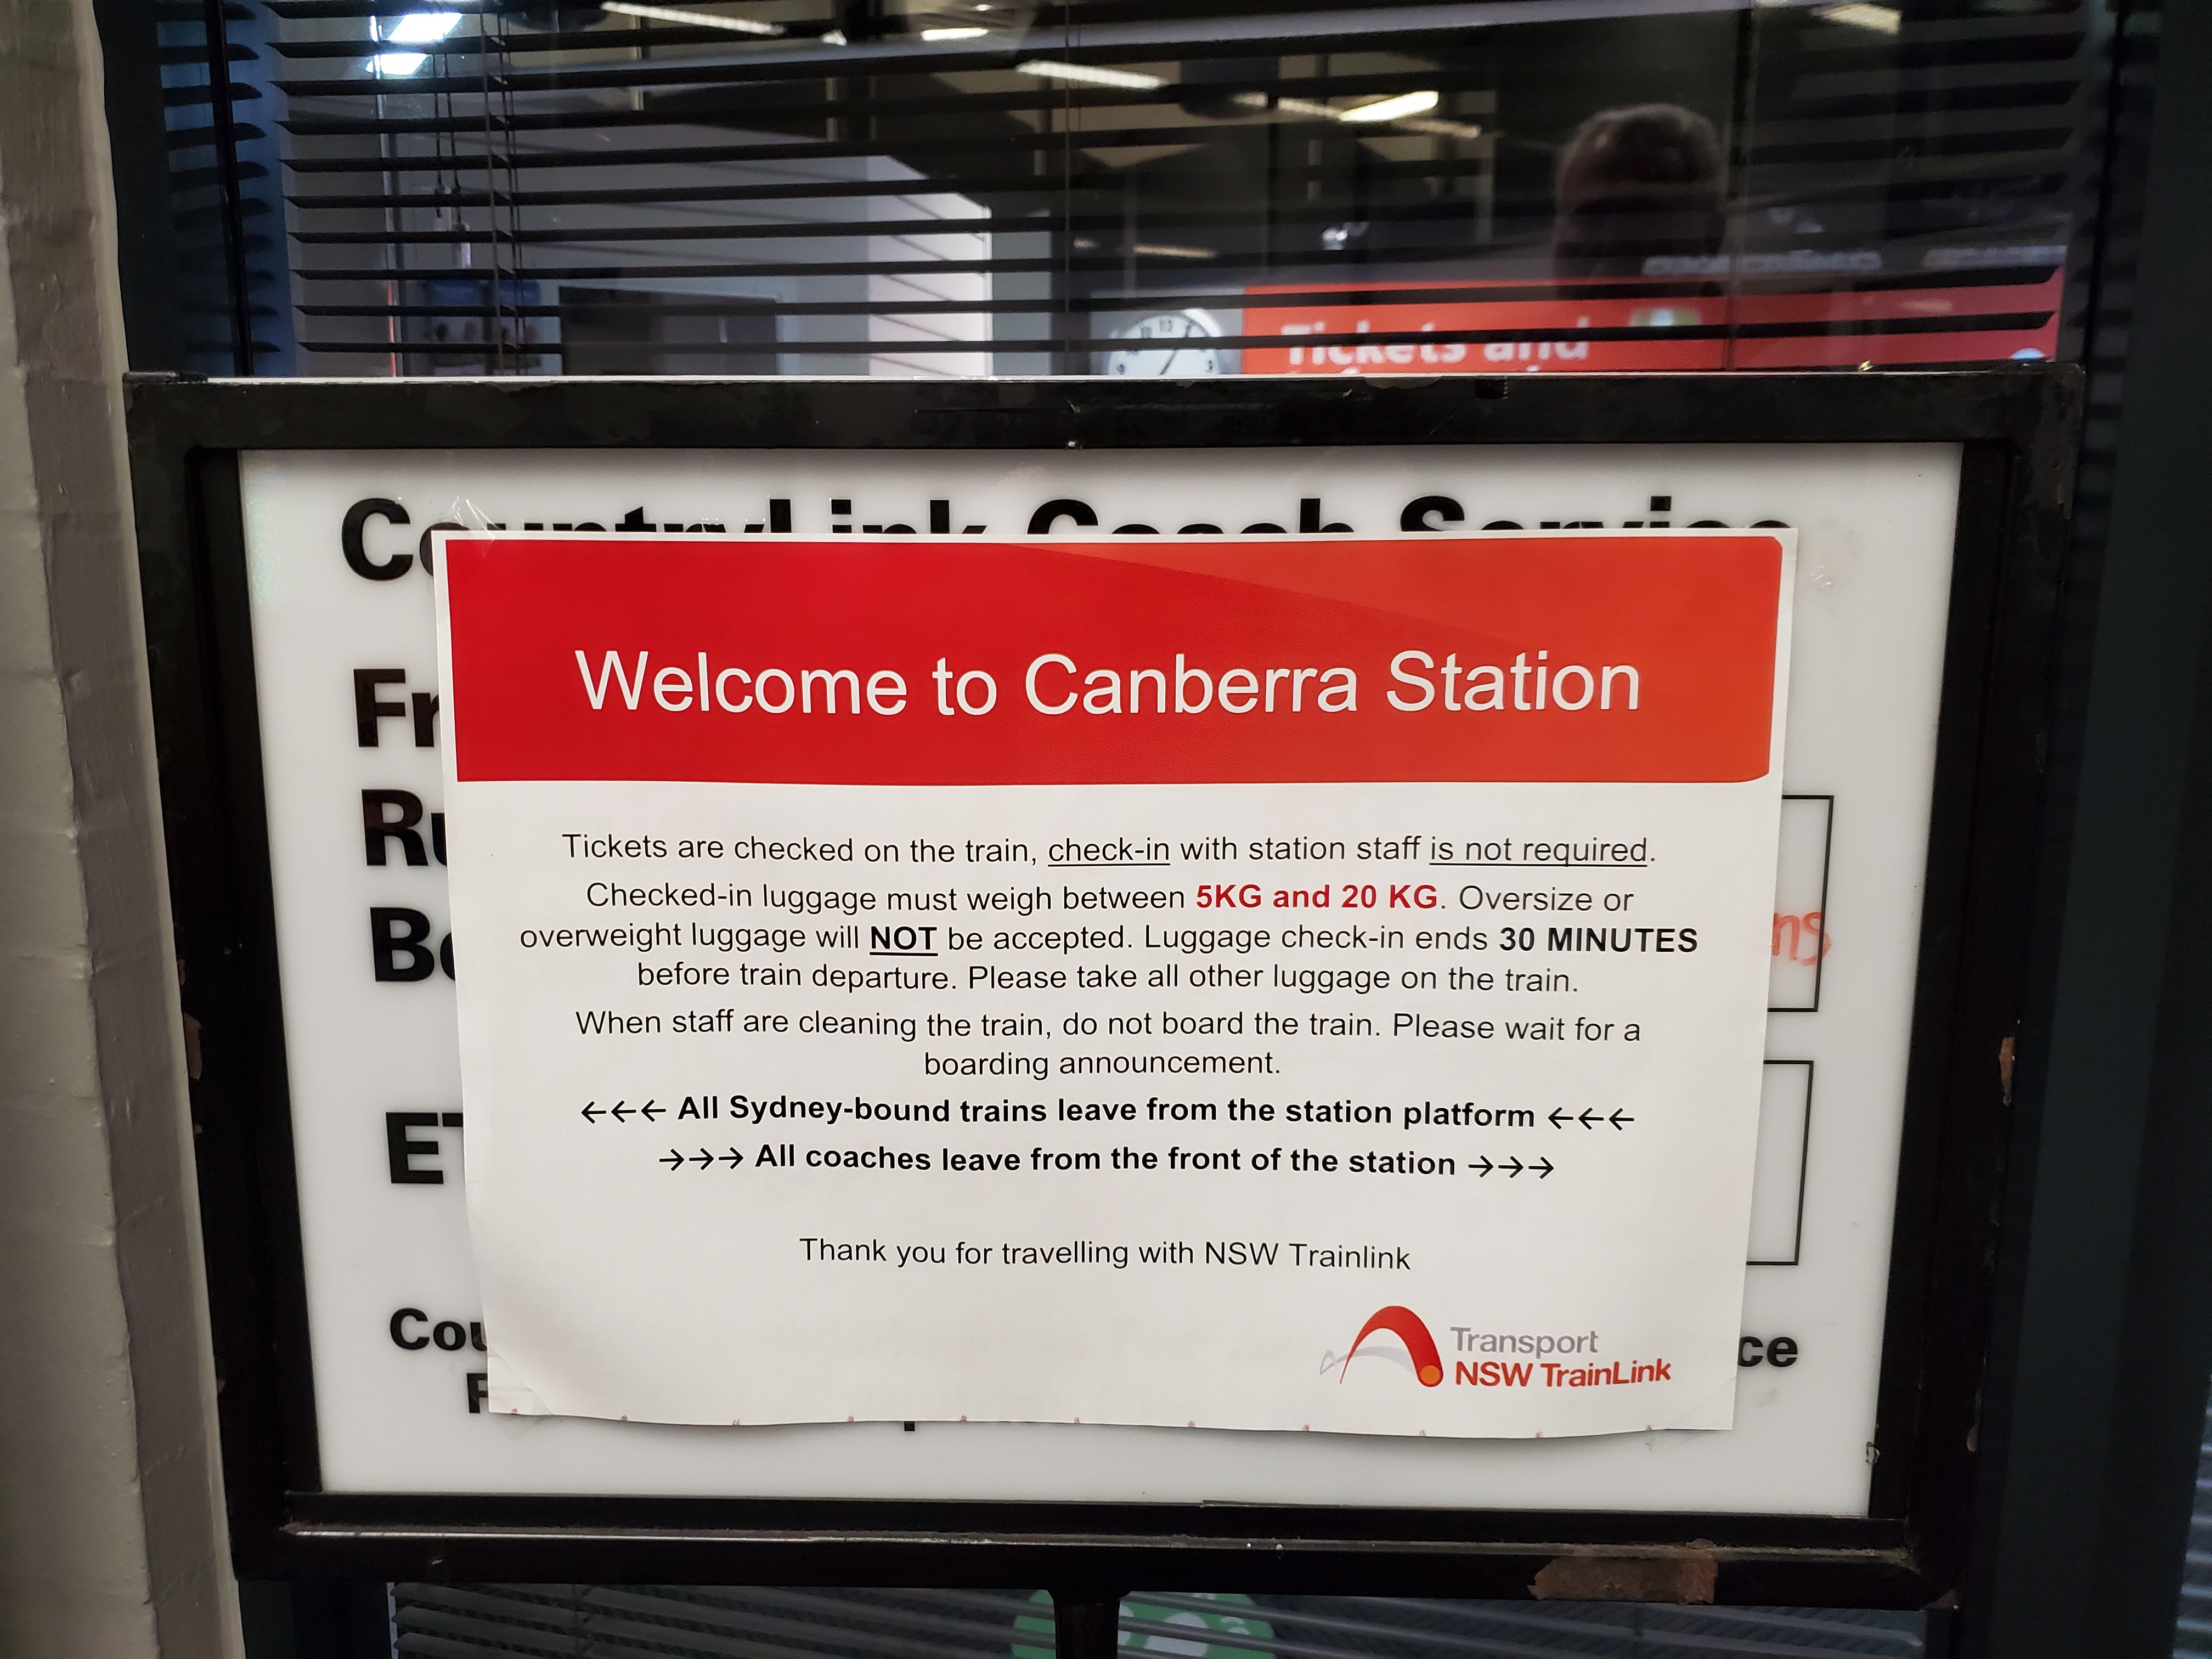 Tickets and
CountryLink Coach Service
Welcome to Canberra Station
Tickets are checked on the train, check-in with station staff is not required.
Checked-in luggage must weigh between 5KG and 20 KG. Oversize or
overweight luggage will NOT be accepted. Luggage check-in ends 30 MINUTES
before train departure. Please take all other luggage on the train.
When staff are cleaning the train, do not board the train. Please wait for a
boarding announcement.
←←← All Sydney-bound trains leave from the station platform ←←←
→→→ All coaches leave from the front of the station →→→
Thank you for travelling with NSW Trainlink
Transport
NSW TrainLink